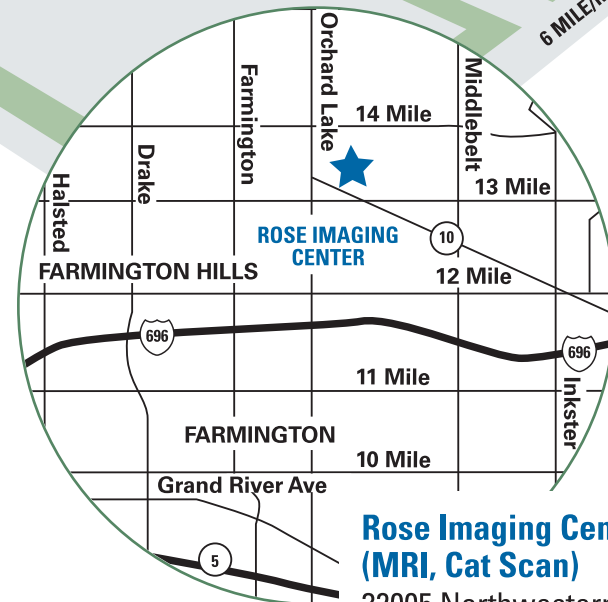 6 MILE/
Orchard Lake
Farmington
Middlebelt
14 Mile
Drake
Halsted
13 Mile
ROSE IMAGING
CENTER
10
FARMINGTON HILLS
12 Mile
696
696
11 Mile
Inkster
FARMINGTON
10 Mile
Grand River Ave
5
Rose Imaging Cen
(MRI, Cat Scan)